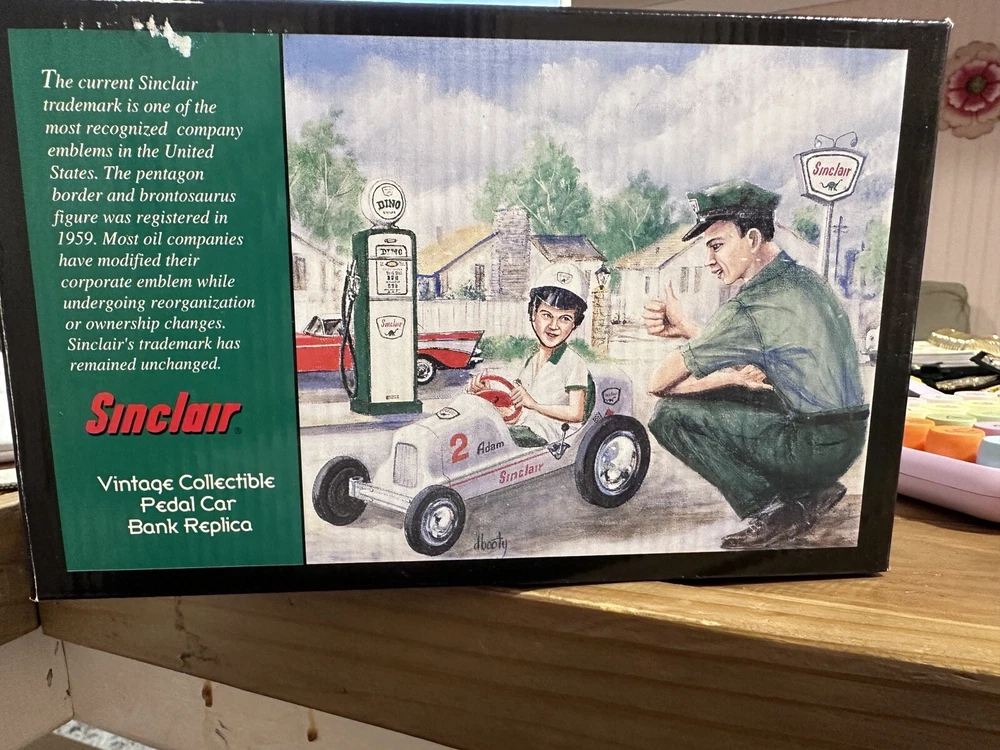 The current Sinclair
trademark is one of the
most recognized company
emblems in the United
States. The pentagon
border and brontosaurus
figure was registered in
1959. Most oil companies
have modified their
corporate emblem while
undergoing reorganization
or ownership changes.
Sinclair's trademark has
remained unchanged.
Sinclair®
Vintage Collectible
Pedal Car
Bank Replica
DINO
DINO
Sinclair
Sinclair
2 Adam
Sinclair
dbooty